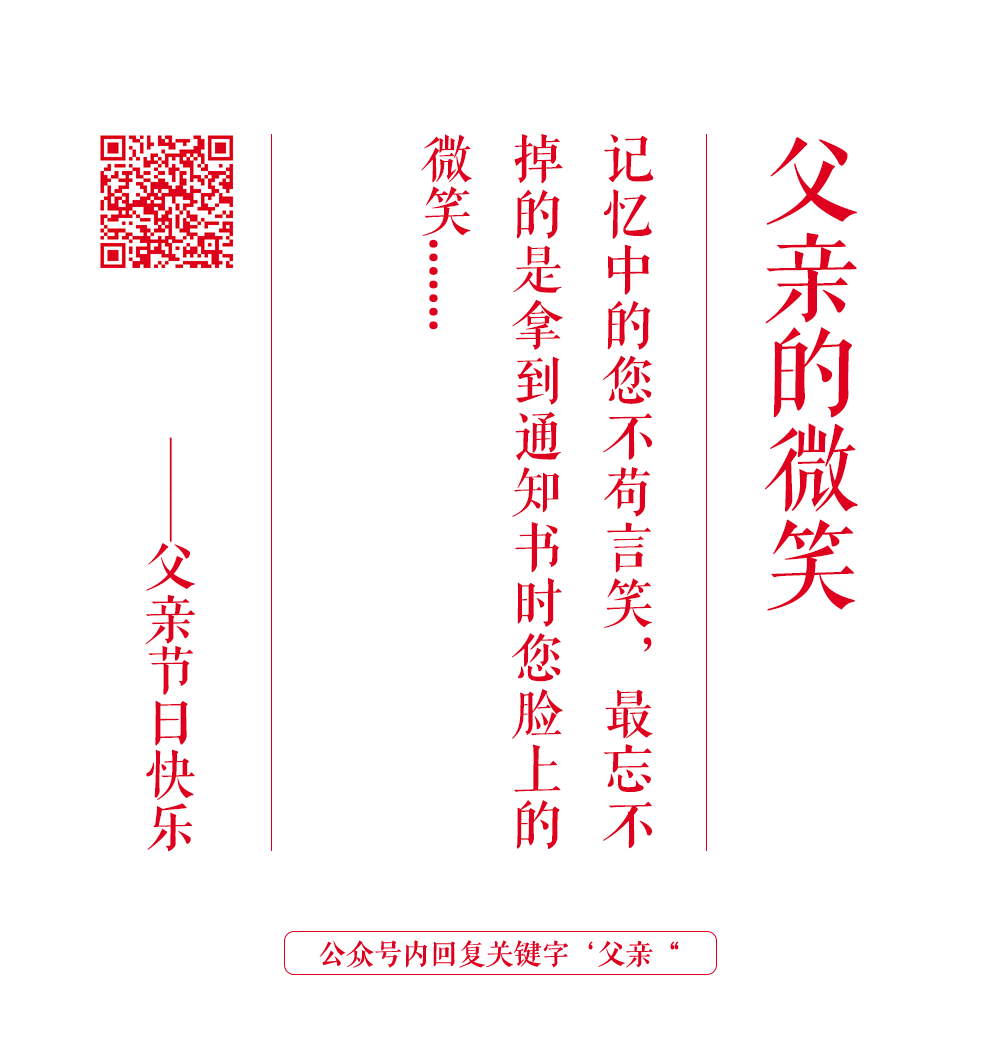 父亲的微笑
记忆中的您不苟言笑，最忘不
掉的是拿到通知书时您脸上的
微笑·······
——父亲节日快乐
公众号内回复关键字‘父亲“